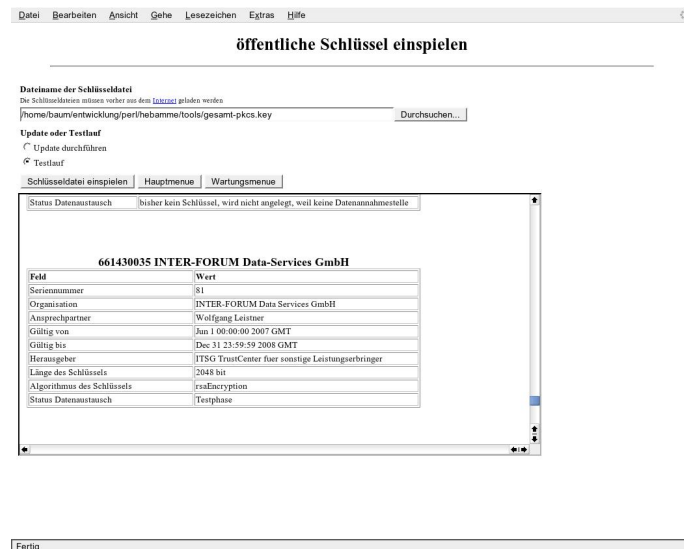 Datei Bearbeiten Ansicht Gehe Lesezeichen Extras Hilfe
öffentliche Schlüssel einspielen
Dateiname der Schlüsseldatei
Die Schlüsseldateien müssen vorher aus dem Internet geladen werden
/home/baum/entwicklung/perl/hebamme/tools/gesamt-pkcs.key Durchsuchen...
Update oder Testlauf
Update durchführen
Testlauf
Schlüsseldatei einspielen Hauptmenue Wartungsmenue
Status Datenaustausch bisher kein Schlüssel, wird nicht angelegt, weil keine Datenannahmestelle
661430035 INTER-FORUM Data-Services GmbH
Feld Wert
Seriennummer 81
Organisation INTER-FORUM Data Services GmbH
Ansprechpartner Wolfgang Leistner
Gültig von Jun 1 00:00:00 2007 GMT
Gültig bis Dec 31 23:59:59 2008 GMT
Herausgeber ITSG TrustCenter fuer sonstige Leistungserbringer
Länge des Schlüssels 2048 bit
Algorithmus des Schlüssels rsaEncryption
Status Datenaustausch Testphase
Fertig